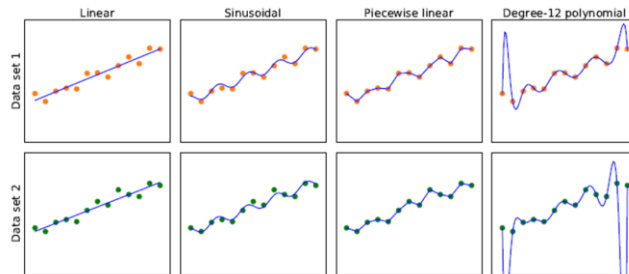 Linear
Sinusoidal
Piecewise linear
Degree-12 polynomial
Data set 1
Data set 2